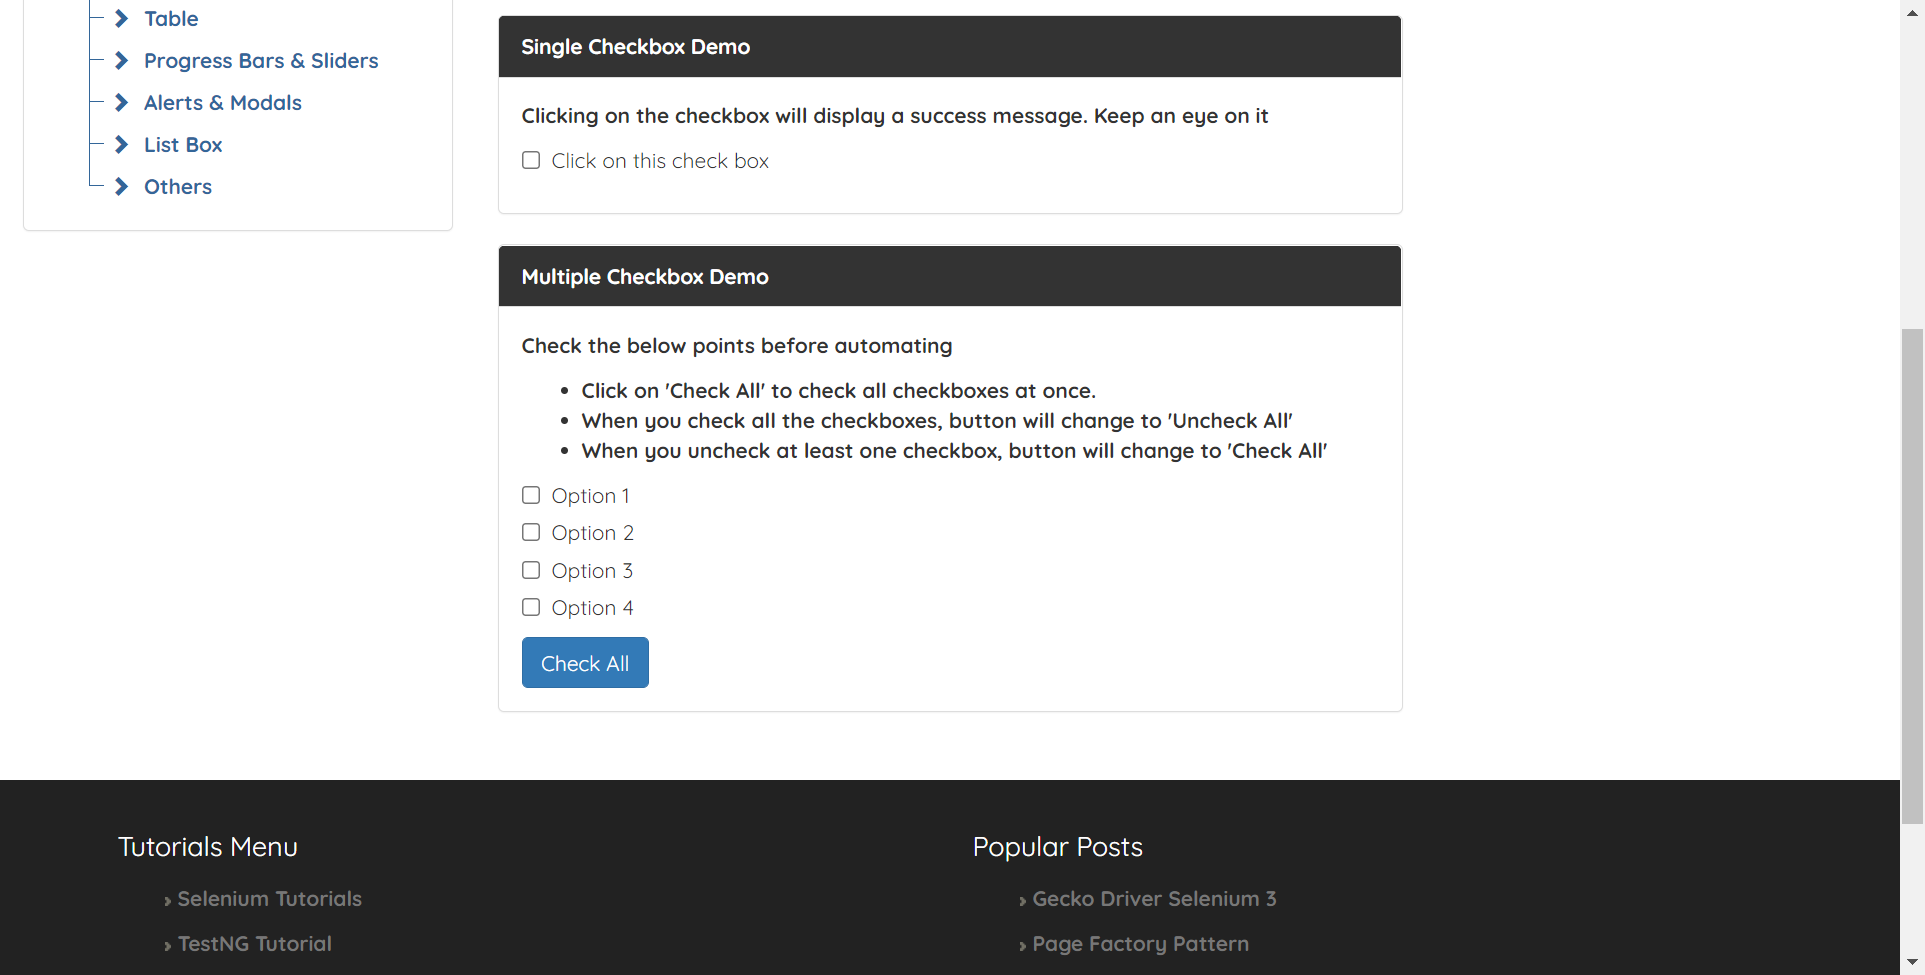 Table
Progress Bars & Sliders
Alerts & Modals
List Box
Others
Single Checkbox Demo
Clicking on the checkbox will display a success message. Keep an eye on it
Click on this check box
Multiple Checkbox Demo
Check the below points before automating
Click on 'Check All' to check all checkboxes at once.
When you check all the checkboxes, button will change to 'Uncheck All'
When you uncheck at least one checkbox, button will change to 'Check All'
Option 1
Option 2
Option 3
Option 4
Check All
Tutorials Menu
› Selenium Tutorials
› TestNG Tutorial
Popular Posts
› Gecko Driver Selenium 3
› Page Factory Pattern